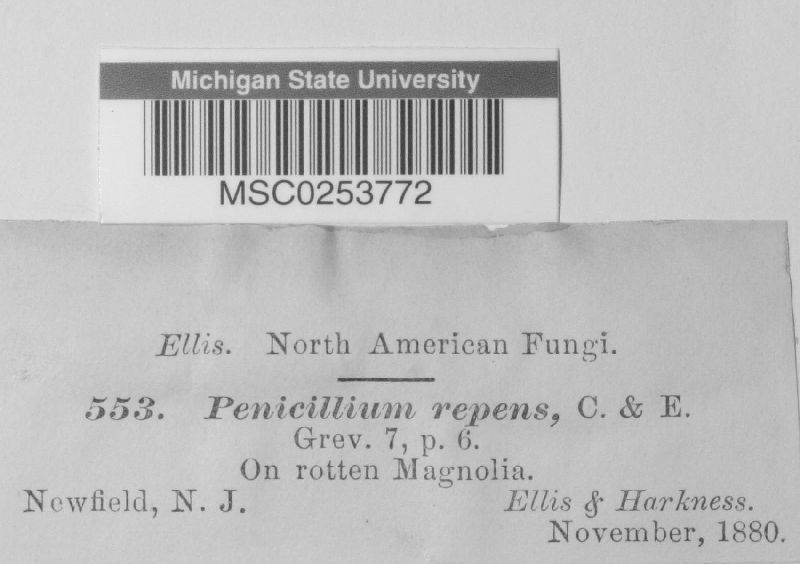 Michigan State University
MSC0253772
Ellis. North American Fungi.
553. Penicillium repens, C. & E.
Grev. 7, p. 6.
On rotten Magnolia.
Newfield, N. J. Ellis & Harkness.
November, 1880.